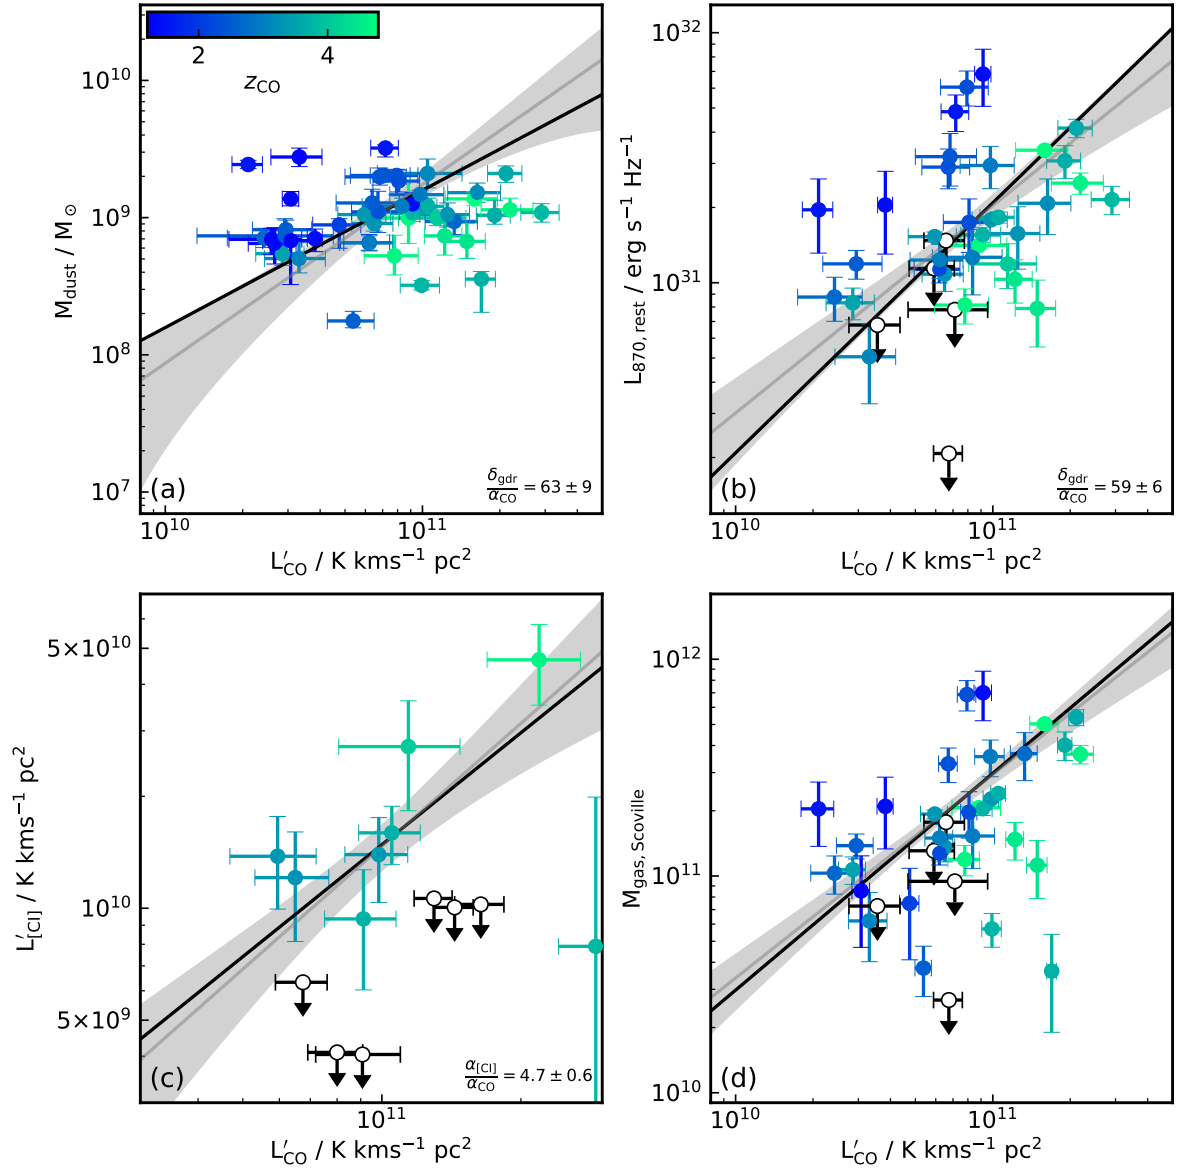 2 4
z_CO
10^10
10^9
10^8
10^7
M_dust / M_⊙
(a)
δ_gdr/α_CO = 63 ± 9
10^10 10^11
L′_CO / K kms^−1 pc^2
10^32
10^31
L_870, rest / erg s^−1 Hz^−1
(b)
δ_gdr/α_CO = 59 ± 6
10^10 10^11
L′_CO / K kms^−1 pc^2
5×10^10
10^10
5×10^9
L′_[CI] / K kms^−1 pc^2
(c)
α_[CI]/α_CO = 4.7 ± 0.6
10^11
L′_CO / K kms^−1 pc^2
10^12
10^11
10^10
M_gas, Scoville
(d)
10^10 10^11
L′_CO / K kms^−1 pc^2